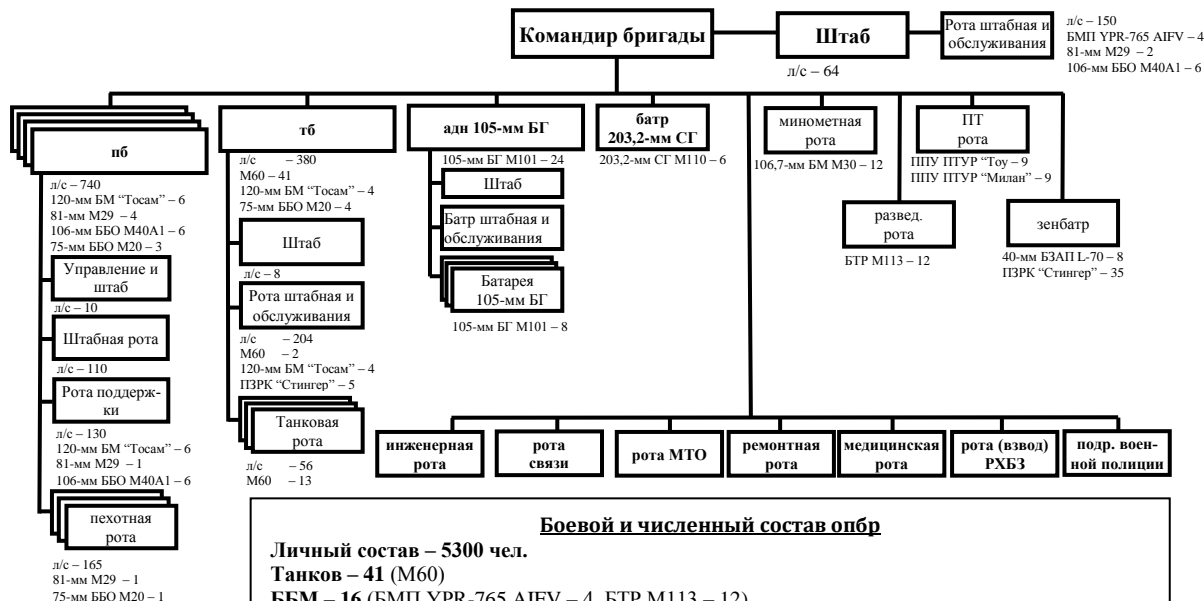 Командир бригады
Штаб
л/с – 64
Рота штабная и
обслуживания
л/с – 150
БМП YPR-765 AIFV – 4
81-мм М29 – 2
106-мм ББО М40А1 – 6
пб
л/с – 740
120-мм БМ “Тосам” – 6
81-мм М29 – 4
106-мм ББО М40А1 – 6
75-мм ББО М20 – 3
Управление и
штаб
л/с – 10
Штабная рота
л/с – 110
Рота поддерж-
ки
л/с – 130
120-мм БМ “Тосам” – 6
81-мм М29 – 1
106-мм ББО М40А1 – 6
пехотная
рота
л/с – 165
81-мм М29 – 1
75-мм ББО М20 – 1
тб
л/с – 380
М60 – 41
120-мм БМ “Тосам” – 4
75-мм ББО М20 – 4
Штаб
л/с – 8
Рота штабная и
обслуживания
л/с – 204
М60 – 2
120-мм БМ “Тосам” – 4
ПЗРК “Стингер” – 5
Танковая
рота
л/с – 56
М60 – 13
адн 105-мм БГ
105-мм БГ М101 – 24
Штаб
Батр штабная и
обслуживания
Батарея
105-мм БГ
105-мм БГ М101 – 8
батр
203,2-мм СГ
203,2-мм СГ М110 – 6
минометная
рота
106,7-мм БМ М30 – 12
развед.
рота
БТР М113 – 12
ПТ
рота
ППУ ПТУР “Тоу – 9
ППУ ПТУР “Милан” – 9
зенбатр
40-мм БЗАП L-70 – 8
ПЗРК “Стингер” – 35
инженерная
рота
рота
связи
рота МТО
ремонтная
рота
медицинская
рота
рота (взвод)
РХБЗ
подр. воен-
ной полиции
Боевой и численный состав опбр
Личный состав – 5300 чел.
Танков – 41 (М60)
ББМ – 16 (БМП YPR-765 AIFV – 4, БТР М113 – 12)